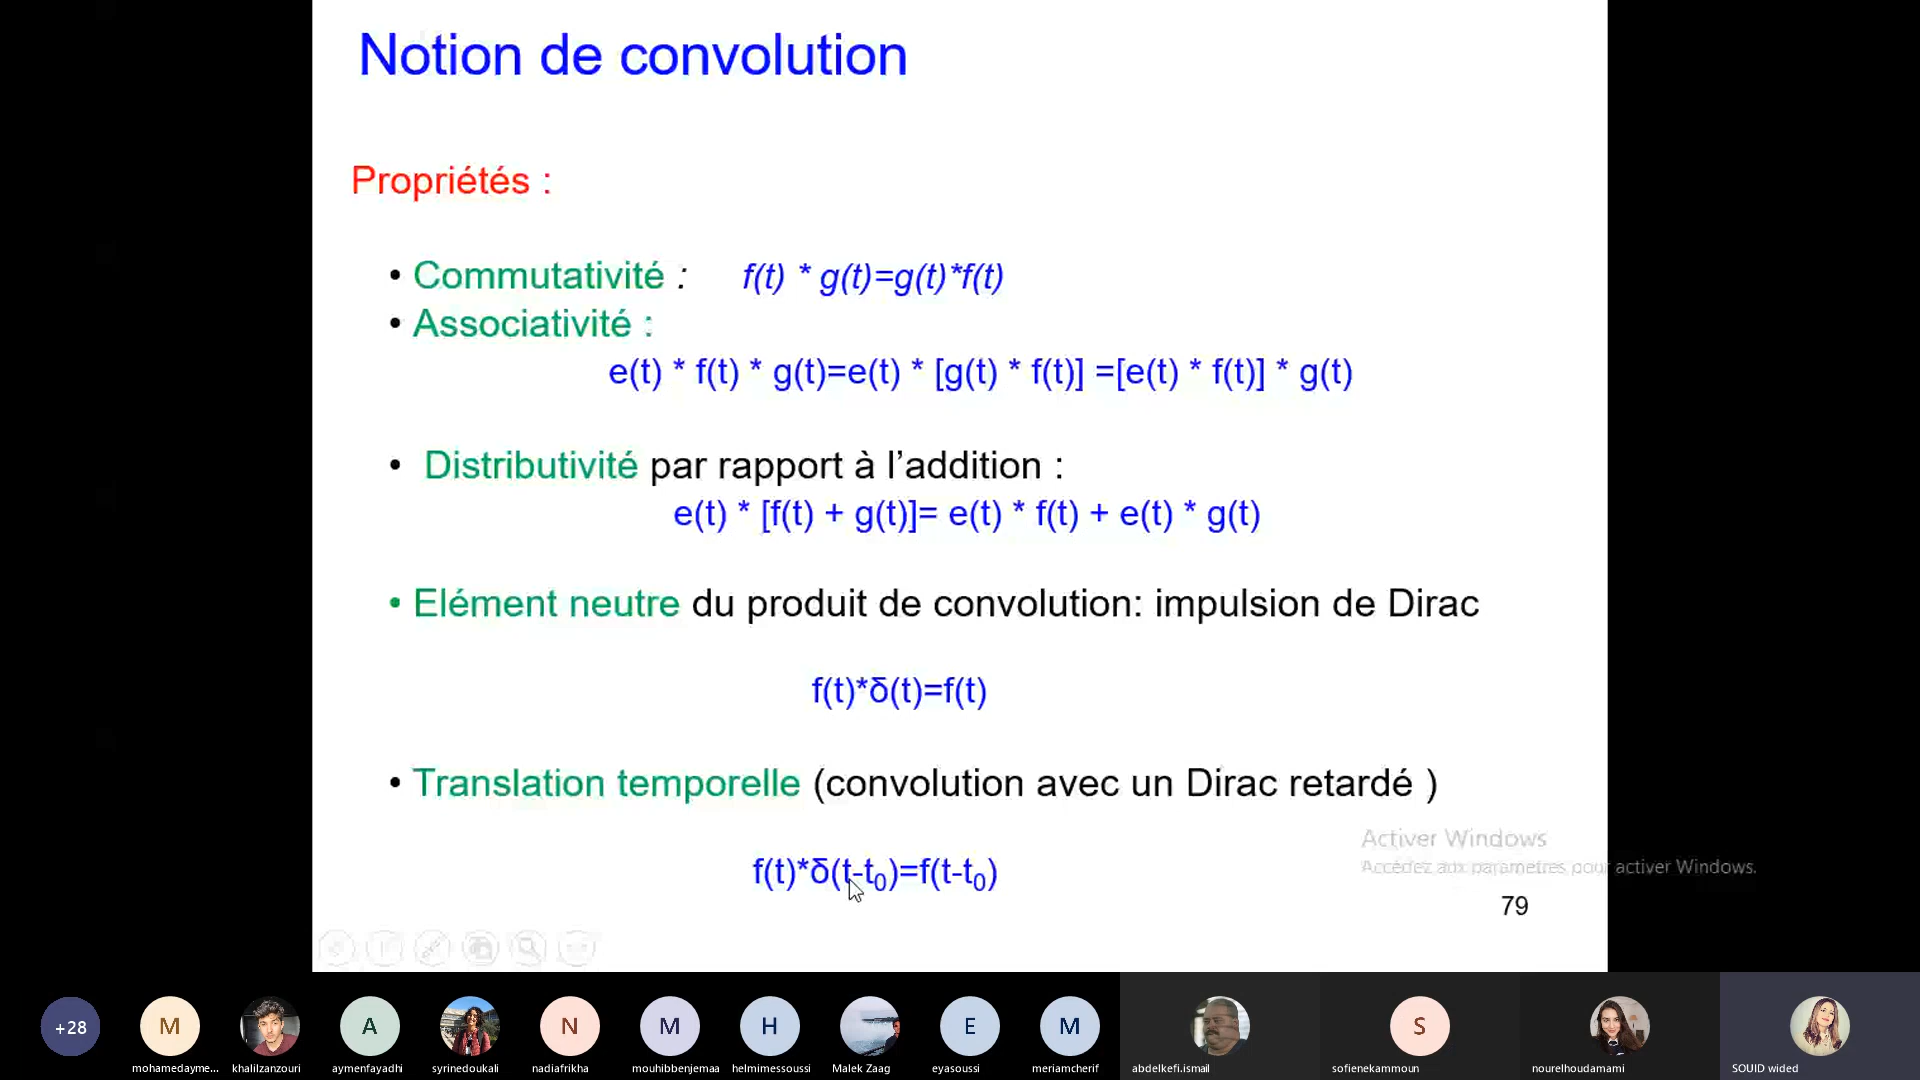 Notion de convolution
Propriétés :
• Commutativité : f(t) * g(t)=g(t)*f(t)
• Associativité :
e(t) * f(t) * g(t)=e(t) * [g(t) * f(t)] =[e(t) * f(t)] * g(t)
• Distributivité par rapport à l’addition :
e(t) * [f(t) + g(t)]= e(t) * f(t) + e(t) * g(t)
• Elément neutre du produit de convolution: impulsion de Dirac
f(t)*δ(t)=f(t)
• Translation temporelle (convolution avec un Dirac retardé )
f(t)*δ(t-t₀)=f(t-t₀)
Activer Windows
Accédez aux paramètres pour activer Windows.
79
+28 M A N M H E M S
mohamedayme... khalilzanzouri aymenfayadhi syrinedoukali nadiafrikha mouhibbenjemaa helmimessoussi Malek Zaag eyasoussi meriamcherif abdelkefi.ismail sofienekammoun nourelhoudamami SOUID wided